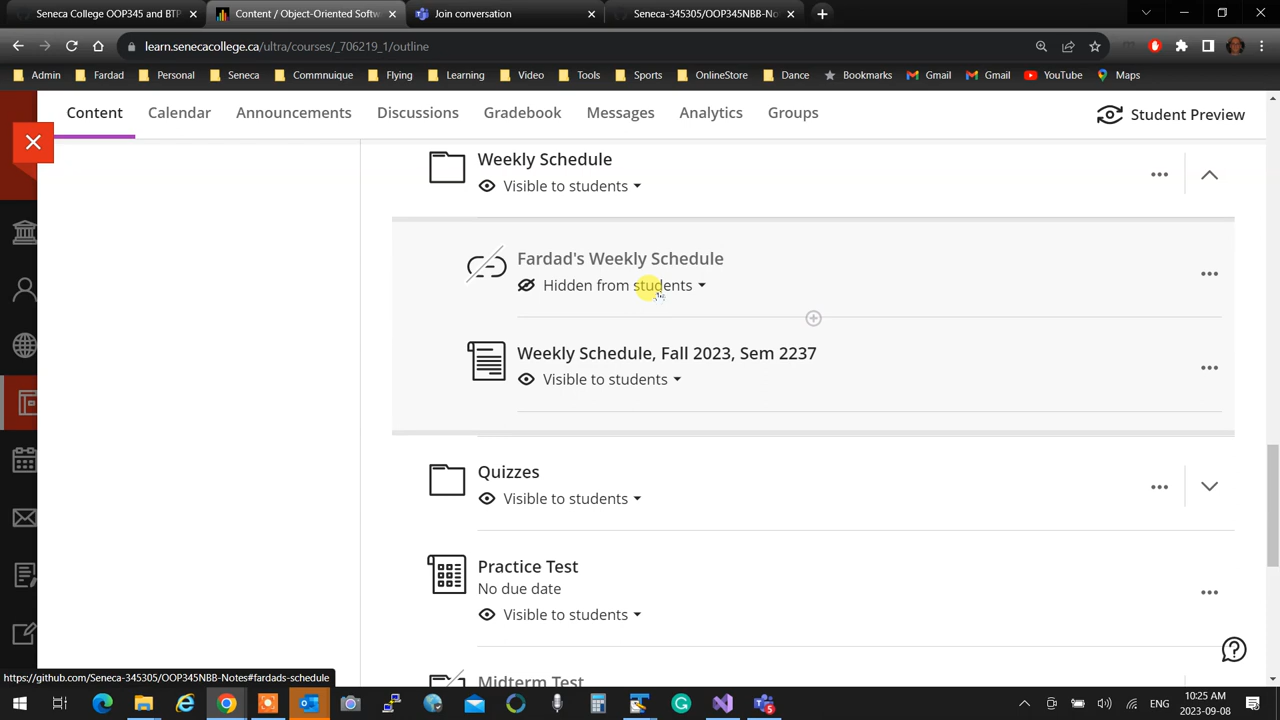 Seneca College OOP345 and BTP
Content / Object-Oriented Softw
Join conversation
Seneca-345305/OOP345NBB-Not
learn.senecacollege.ca/ultra/courses/_706219_1/outline
Admin
Fardad
Personal
Seneca
Commnuique
Flying
Learning
Video
Tools
Sports
OnlineStore
Dance
Bookmarks
Gmail
Gmail
YouTube
Maps
Content
Calendar
Announcements
Discussions
Gradebook
Messages
Analytics
Groups
Student Preview
Weekly Schedule
Visible to students
Fardad's Weekly Schedule
Hidden from students
Weekly Schedule, Fall 2023, Sem 2237
Visible to students
Quizzes
Visible to students
Practice Test
No due date
Visible to students
Midterm Test
https://github.com/Seneca-345305/OOP345NBB-Notes#fardads-schedule
ENG
10:25 AM
2023-09-08